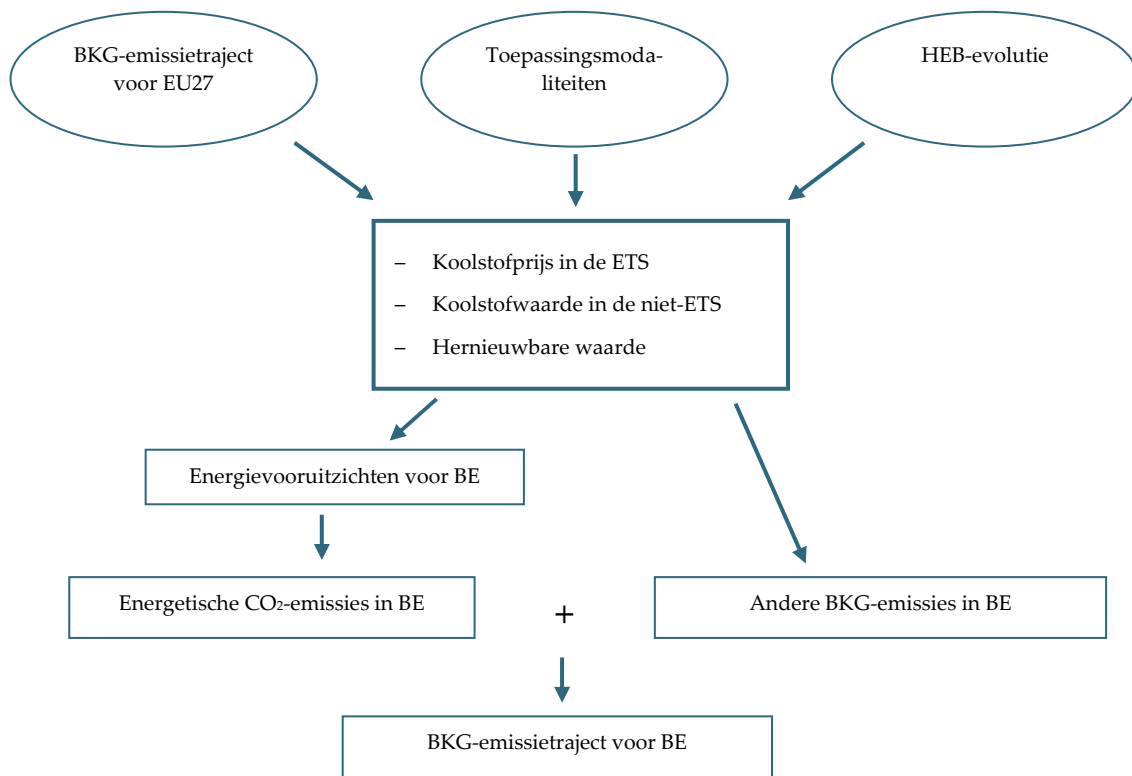 BKG-emissietraject
voor EU27
Toepassingsmoda-
liteiten
HEB-evolutie
– Koolstofprijs in de ETS
– Koolstofwaarde in de niet-ETS
– Hernieuwbare waarde
Energievooruitzichten voor BE
Energetische CO₂-emissies in BE
+
Andere BKG-emissies in BE
BKG-emissietraject voor BE